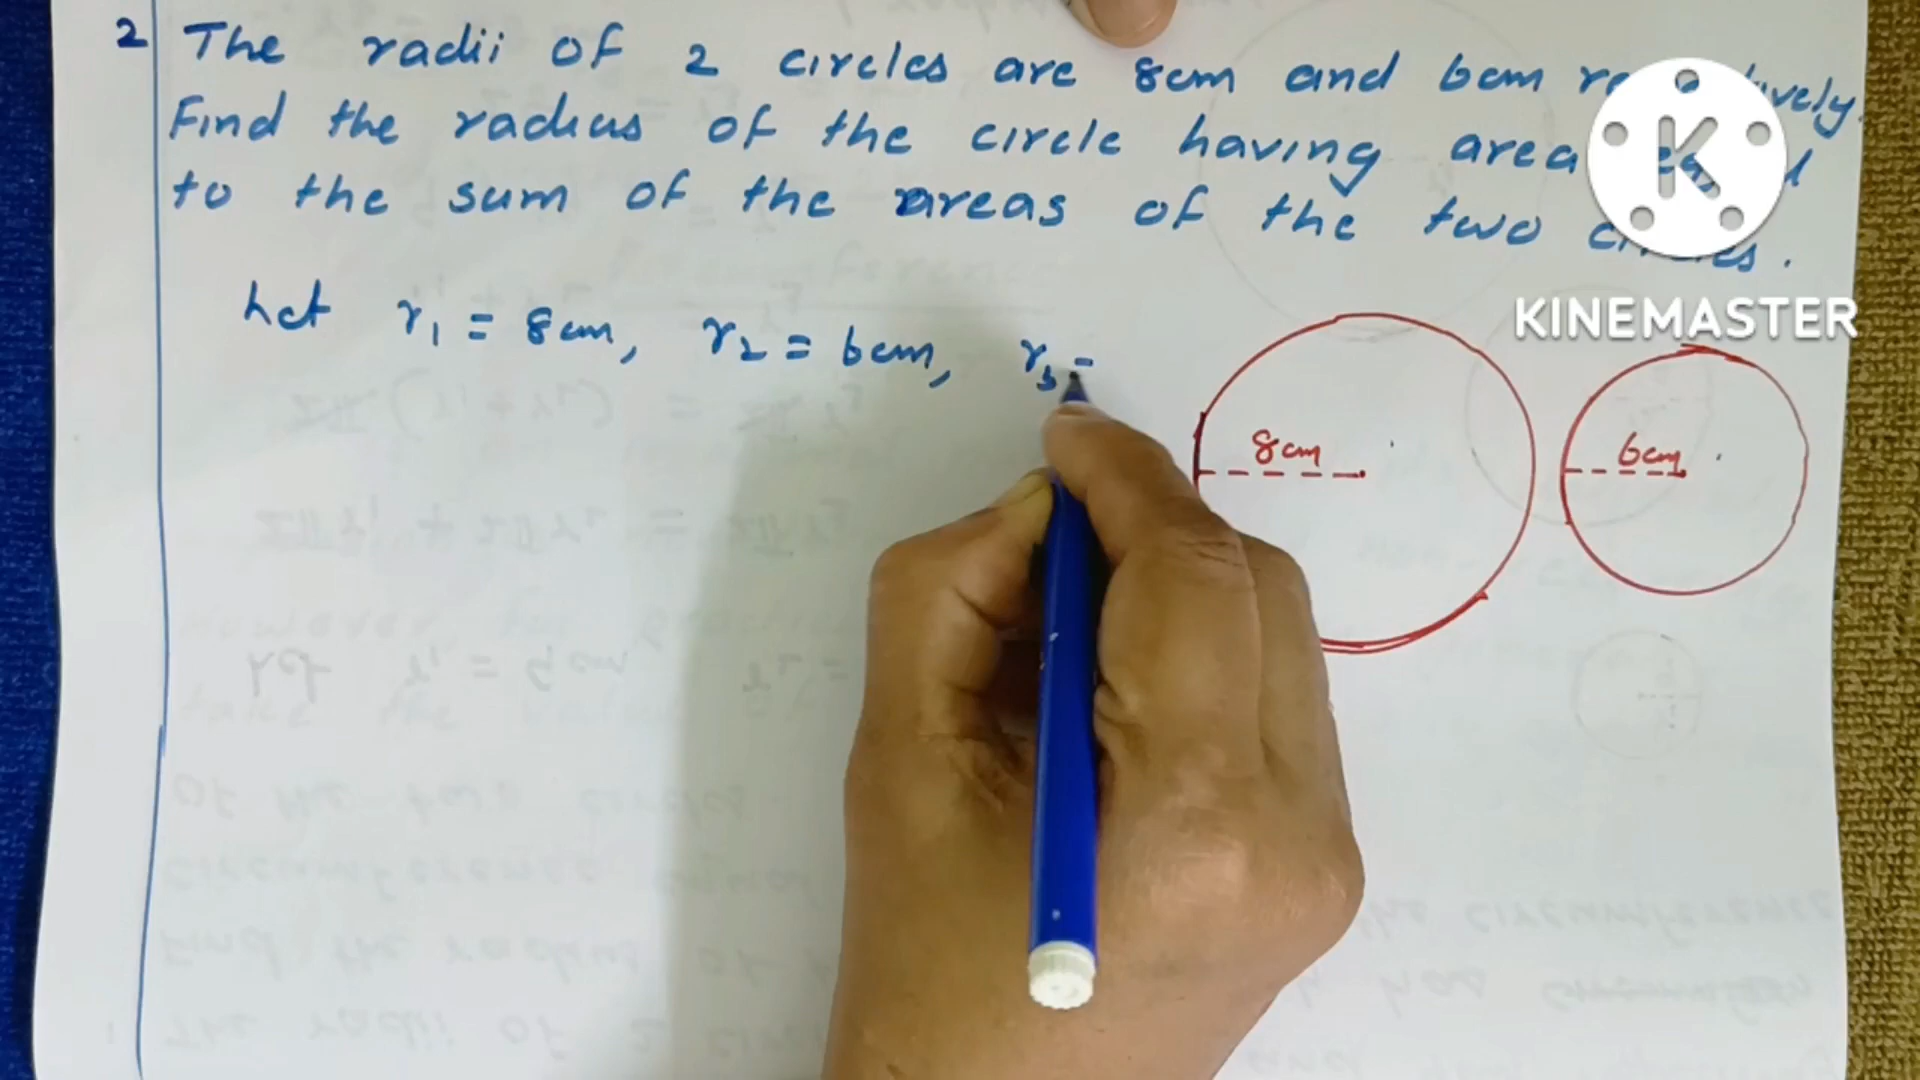 2 The radii of 2 circles are 8cm and 6cm
Find the radius of the circle having area
to the sum of the areas of the two circles.
Let r1 = 8cm, r2 = 6cm, r3 =
8cm
6cm
KINEMASTER